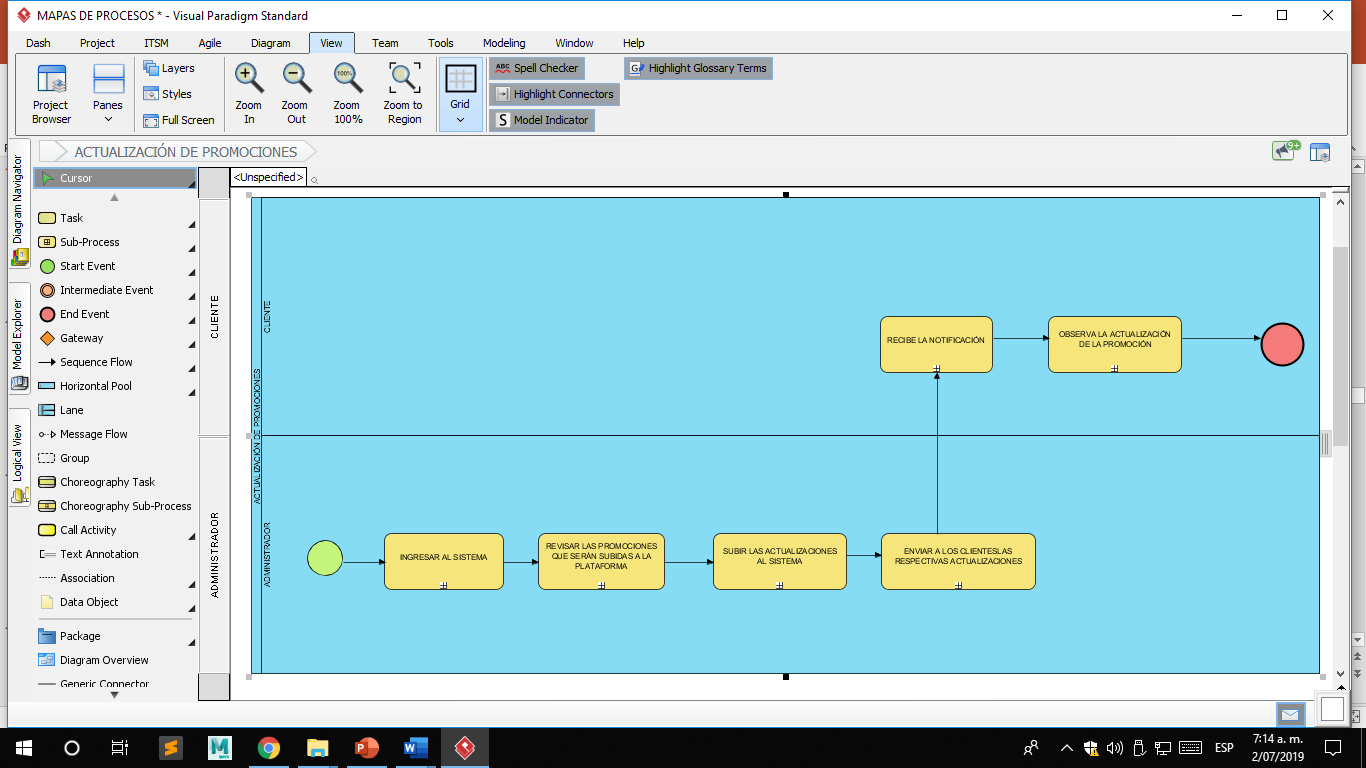 MAPAS DE PROCESOS * - Visual Paradigm Standard
Dash Project ITSM Agile Diagram View Team Tools Modeling Window Help
Project Browser
Panes
Layers
Styles
Full Screen
Zoom In
Zoom Out
100%
Zoom 100%
Zoom to Region
Grid
ABC Spell Checker
Highlight Connectors
S Model Indicator
G Highlight Glossary Terms
ACTUALIZACIÓN DE PROMOCIONES
9+
Diagram Navigator
Model Explorer
Logical View
Cursor
Task
Sub-Process
Start Event
Intermediate Event
End Event
Gateway
Sequence Flow
Horizontal Pool
Lane
Message Flow
Group
Choreography Task
Choreography Sub-Process
Call Activity
Text Annotation
Association
Data Object
Package
Diagram Overview
Generic Connector
<Unspecified>
CLIENTE
ADMINISTRADOR
ACTUALIZACIÓN DE PROMOCIONES
CLIENTE
ADMINISTRADOR
RECIBE LA NOTIFICACIÓN
OBSERVA LA ACTUALIZACIÓN
DE LA PROMOCIÓN
INGRESAR AL SISTEMA
REVISAR LAS PROMOCIONES
QUE SERÁN SUBIDAS A LA
PLATAFORMA
SUBIR LAS ACTUALIZACIONES
AL SISTEMA
ENVIAR A LOS CLIENTESLAS
RESPECTIVAS ACTUALIZACIONES
ESP
7:14 a. m.
2/07/2019